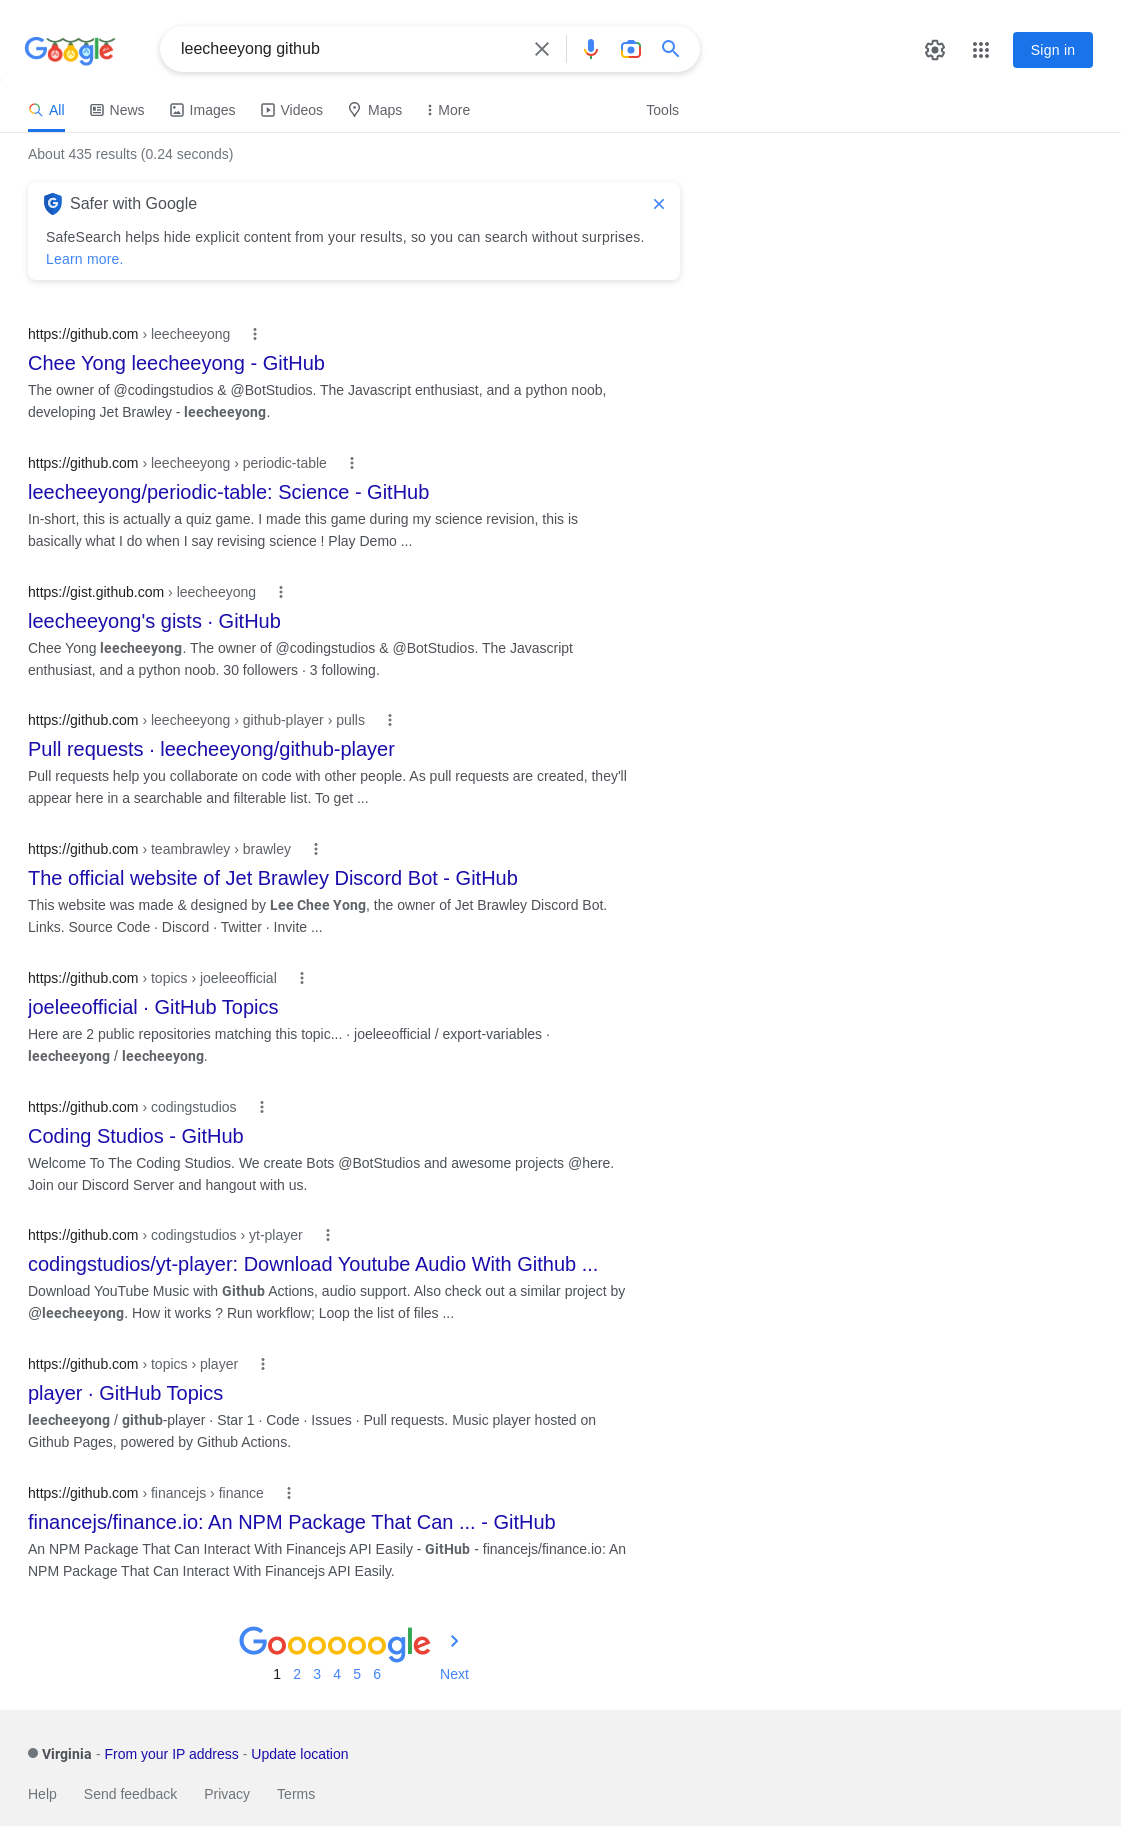 Google
leecheeyong github
Sign in
All News Images Videos Maps More Tools
About 435 results (0.24 seconds)
Safer with Google
SafeSearch helps hide explicit content from your results, so you can search without surprises.
Learn more.
https://github.com › leecheeyong
Chee Yong leecheeyong - GitHub
The owner of @codingstudios & @BotStudios. The Javascript enthusiast, and a python noob,
developing Jet Brawley - leecheeyong.
https://github.com › leecheeyong › periodic-table
leecheeyong/periodic-table: Science - GitHub
In-short, this is actually a quiz game. I made this game during my science revision, this is
basically what I do when I say revising science ! Play Demo ...
https://gist.github.com › leecheeyong
leecheeyong's gists · GitHub
Chee Yong leecheeyong. The owner of @codingstudios & @BotStudios. The Javascript
enthusiast, and a python noob. 30 followers · 3 following.
https://github.com › leecheeyong › github-player › pulls
Pull requests · leecheeyong/github-player
Pull requests help you collaborate on code with other people. As pull requests are created, they'll
appear here in a searchable and filterable list. To get ...
https://github.com › teambrawley › brawley
The official website of Jet Brawley Discord Bot - GitHub
This website was made & designed by Lee Chee Yong, the owner of Jet Brawley Discord Bot.
Links. Source Code · Discord · Twitter · Invite ...
https://github.com › topics › joeleeofficial
joeleeofficial · GitHub Topics
Here are 2 public repositories matching this topic... · joeleeofficial / export-variables ·
leecheeyong / leecheeyong.
https://github.com › codingstudios
Coding Studios - GitHub
Welcome To The Coding Studios. We create Bots @BotStudios and awesome projects @here.
Join our Discord Server and hangout with us.
https://github.com › codingstudios › yt-player
codingstudios/yt-player: Download Youtube Audio With Github ...
Download YouTube Music with Github Actions, audio support. Also check out a similar project by
@leecheeyong. How it works ? Run workflow; Loop the list of files ...
https://github.com › topics › player
player · GitHub Topics
leecheeyong / github-player · Star 1 · Code · Issues · Pull requests. Music player hosted on
Github Pages, powered by Github Actions.
https://github.com › financejs › finance
financejs/finance.io: An NPM Package That Can ... - GitHub
An NPM Package That Can Interact With Financejs API Easily - GitHub - financejs/finance.io: An
NPM Package That Can Interact With Financejs API Easily.
Goooooogle
1 2 3 4 5 6 Next
Virginia - From your IP address - Update location
Help Send feedback Privacy Terms